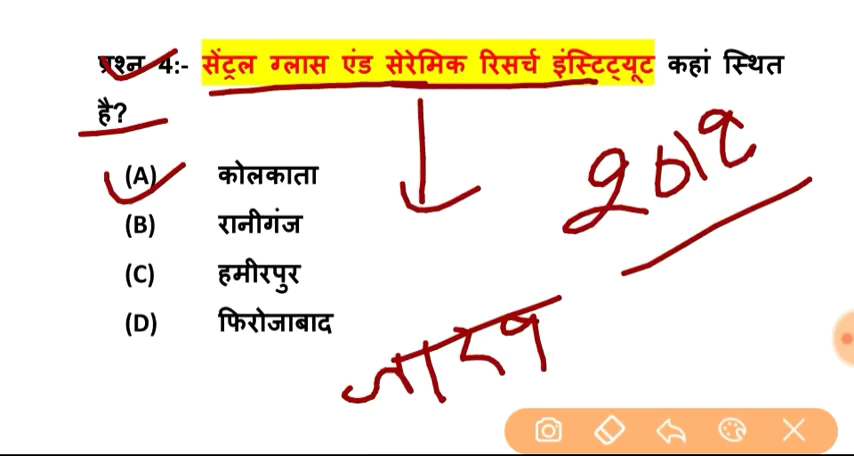 प्रश्न 4:- सेंट्रल ग्लास एंड सेरेमिक रिसर्च इंस्टिट्यूट कहां स्थित
है?
(A) कोलकाता
(B) रानीगंज
(C) हमीरपुर
(D) फिरोजाबाद